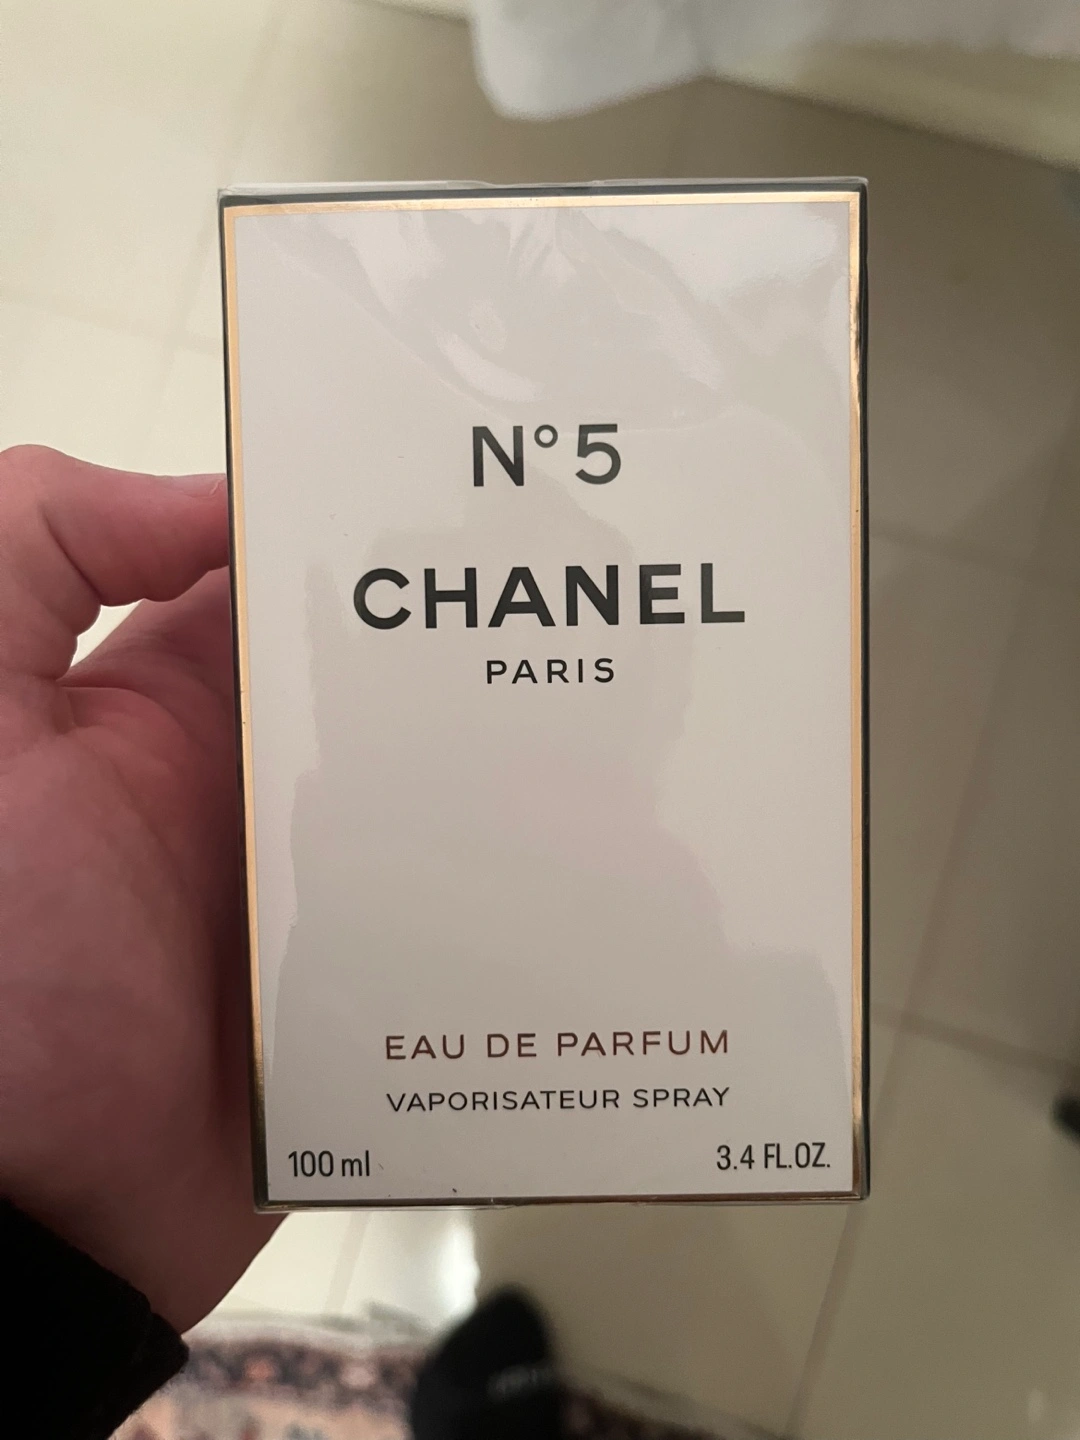 N°5
CHANEL
PARIS
EAU DE PARFUM
VAPORISATEUR SPRAY
100 ml
3.4 FL.OZ.